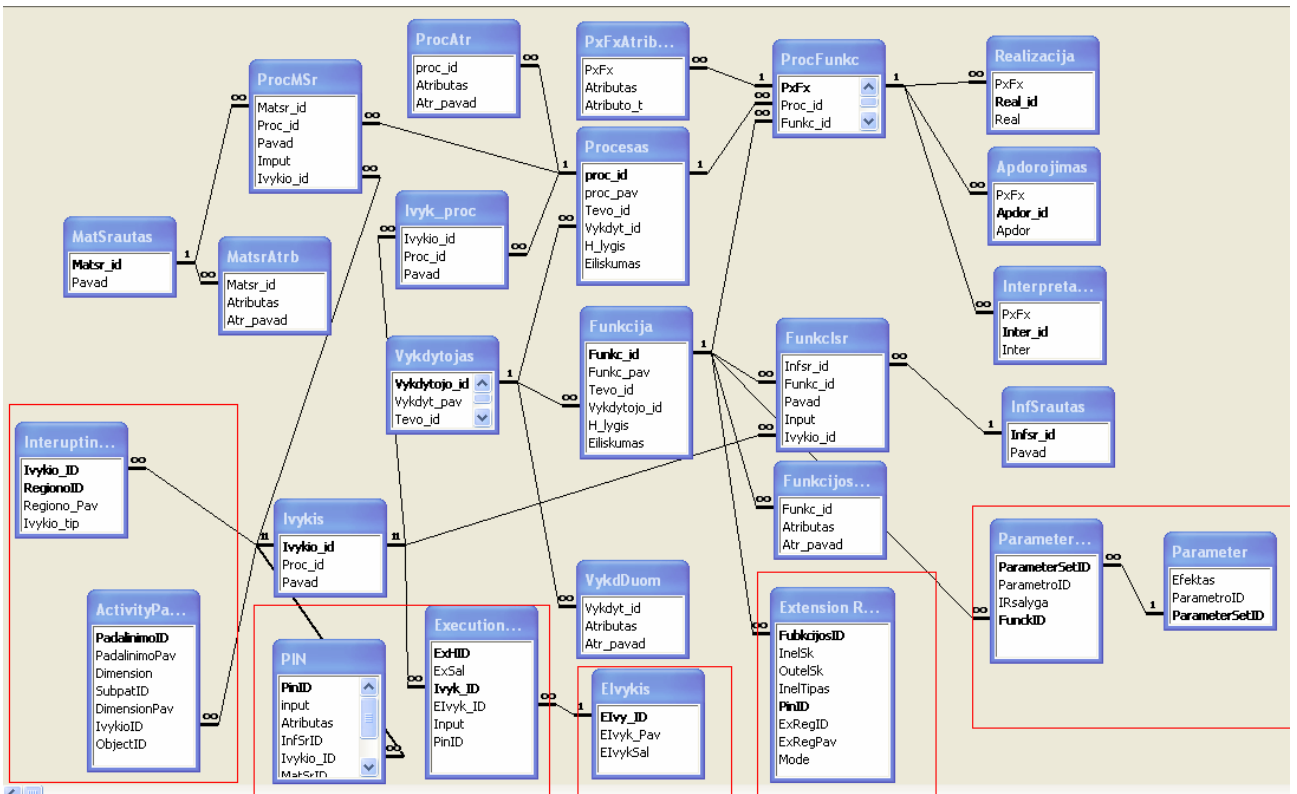 ProcAtr
proc_id
Atributas
Atr_pavad
PxFxAtrib...
PxFx
Atributas
Atributo_t
ProcFunkc
PxFx
Proc_id
Funkc_id
Realizacija
PxFx
Real_id
Real
ProcMSr
Matsr_id
Proc_id
Pavad
Imput
Ivykio_id
Procesas
proc_id
proc_pav
Tevo_id
Vykdyt_id
H_lygis
Eiliskumas
Apdorojimas
PxFx
Apdor_id
Apdor
Ivyk_proc
Ivykio_id
Proc_id
Pavad
MatSrautas
Matsr_id
Pavad
MatsrAtrb
Matsr_id
Atributas
Atr_pavad
Interpreta...
PxFx
Inter_id
Inter
Vykdytojas
Vykdytojo_id
Vykdyt_pav
Tevo_id
Funkcija
Funkc_id
Funkc_pav
Tevo_id
Vykdytojo_id
H_lygis
Eiliskumas
FunkcIsr
Infsr_id
Funkc_id
Pavad
Input
Ivykio_id
InfSrautas
Infsr_id
Pavad
Interuptin...
Ivykio_ID
RegionoID
Regiono_Pav
Ivykio_tip
Ivykis
Ivykio_id
Proc_id
Pavad
Funkcijos...
Funkc_id
Atributas
Atr_pavad
Parameter...
ParameterSetID
ParametroID
IRsalyga
FunckID
Parameter
Efektas
ParametroID
ParameterSetID
ActivityPa...
PadalinimoID
PadalinimoPav
Dimension
SubpatID
DimensionPav
IvykioID
ObjectID
VykdDuom
Vykdyt_id
Atributas
Atr_pavad
Extension R...
FubkcijosID
InelSk
OutelSk
InelTipas
PinID
ExRegID
ExRegPav
Mode
PIN
PinID
input
Atributas
InfSrID
Ivykio_ID
MatSrID
Execution...
ExHID
ExSal
Ivyk_ID
EIvyk_ID
Input
PinID
EIvykis
EIvy_ID
EIvyk_Pav
EIvykSal